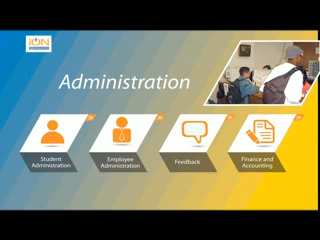 iON
Administration
Student
Administration
Employee
Administration
Feedback
Finance and
Accounting